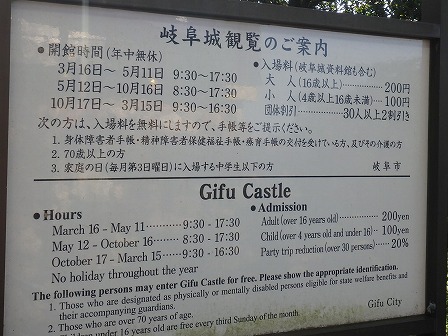 岐阜城観覧のご案内
●開館時間(年中無休)
3月16日〜 5月11日 9:30〜17:30
5月12日〜10月16日 8:30〜17:30
10月17日〜 3月15日 9:30〜16:30
●入場料(岐阜城資料館も含む)
大 人(16歳以上)…………200円
小 人(4歳以上16歳未満)…100円
団体割引…………30人以上2割引き
次の方は、入場料を無料にしますので、手帳等をご提示ください。
1. 身体障害者手帳・精神障害者保健福祉手帳・療育手帳の交付を受けている方、及びその介護の方
2. 70歳以上の方
3. 家庭の日(毎月第3日曜日)に入場する中学生以下の方
岐 阜 市
Gifu Castle
●Hours
March 16 - May 11………9:30 - 17:30
May 12 - October 16………8:30 - 17:30
October 17 - March 15……9:30 - 16:30
No holiday throughout the year
●Admission
Adult (over 16 years old)…………200yen
Child (over 4 years old and under 16)…100yen
Party trip reduction (over 30 persons)……20%
The following persons may enter Gifu Castle for free. Please show the appropriate identification.
1. Those who are designated as physically or mentally disabled persons eligible for state welfare benefits and
their accompanying guardians.
2. Those who are over 70 years of age.
under 16 years old are free every third Sunday of the month.
Gifu City